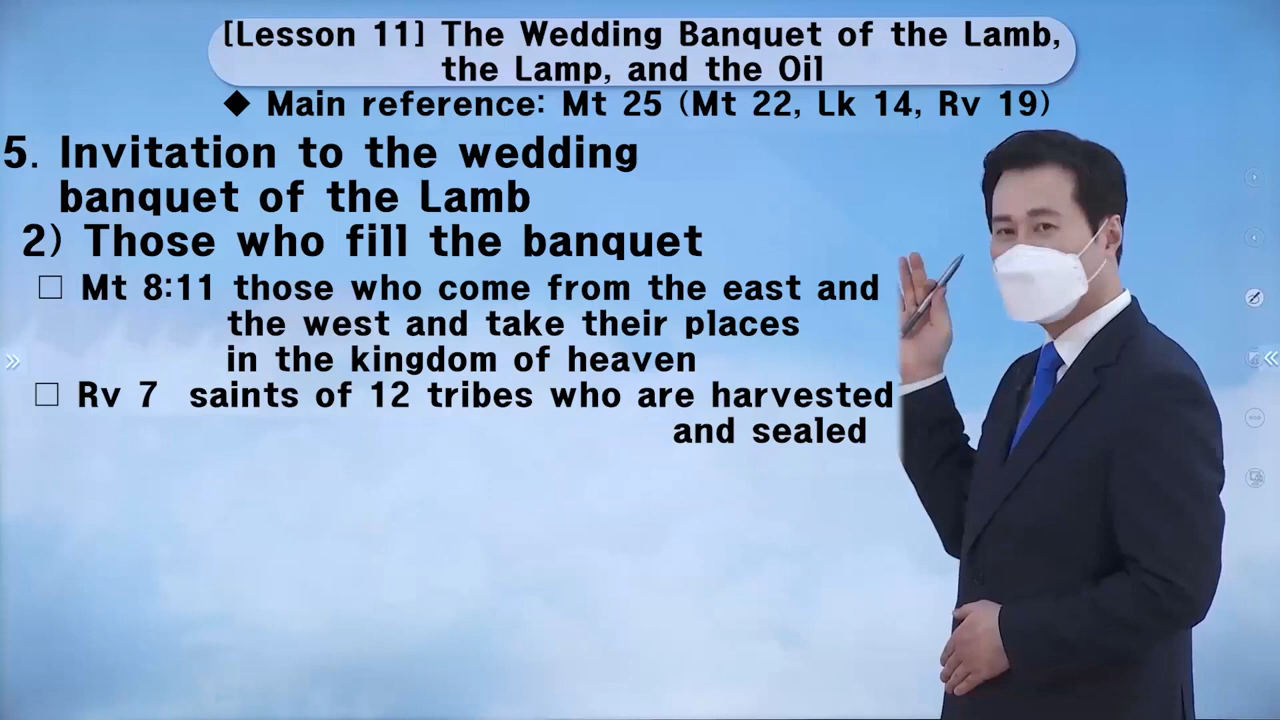 [Lesson 11] The Wedding Banquet of the Lamb,
the Lamp, and the Oil
◆ Main reference: Mt 25 (Mt 22, Lk 14, Rv 19)
5. Invitation to the wedding
banquet of the Lamb
2) Those who fill the banquet
□ Mt 8:11 those who come from the east and
the west and take their places
in the kingdom of heaven
□ Rv 7 saints of 12 tribes who are harvested
and sealed